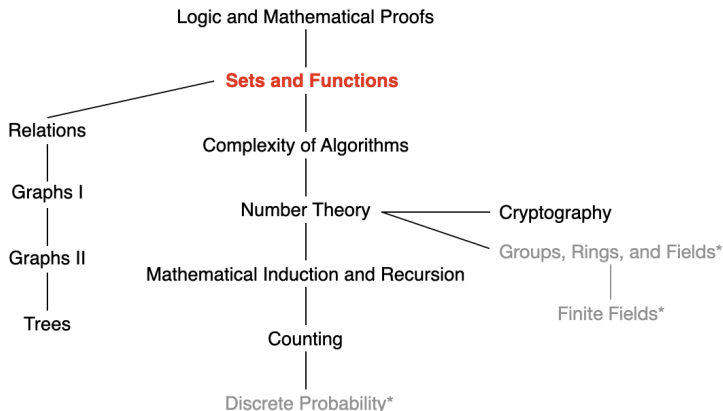 Logic and Mathematical Proofs
Sets and Functions
Relations
Complexity of Algorithms
Graphs I
Number Theory
Cryptography
Graphs II
Groups, Rings, and Fields*
Mathematical Induction and Recursion
Finite Fields*
Trees
Counting
Discrete Probability*